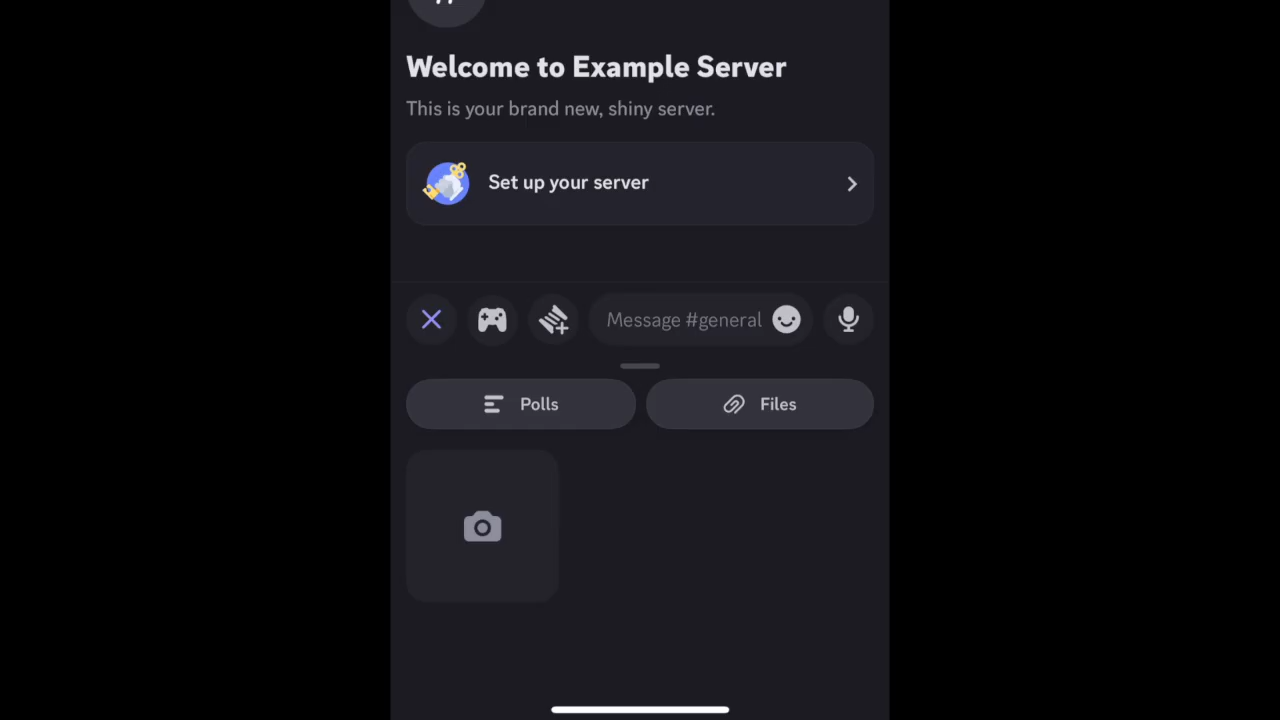 Welcome to Example Server
This is your brand new, shiny server.
Set up your server
Message #general
Polls
Files